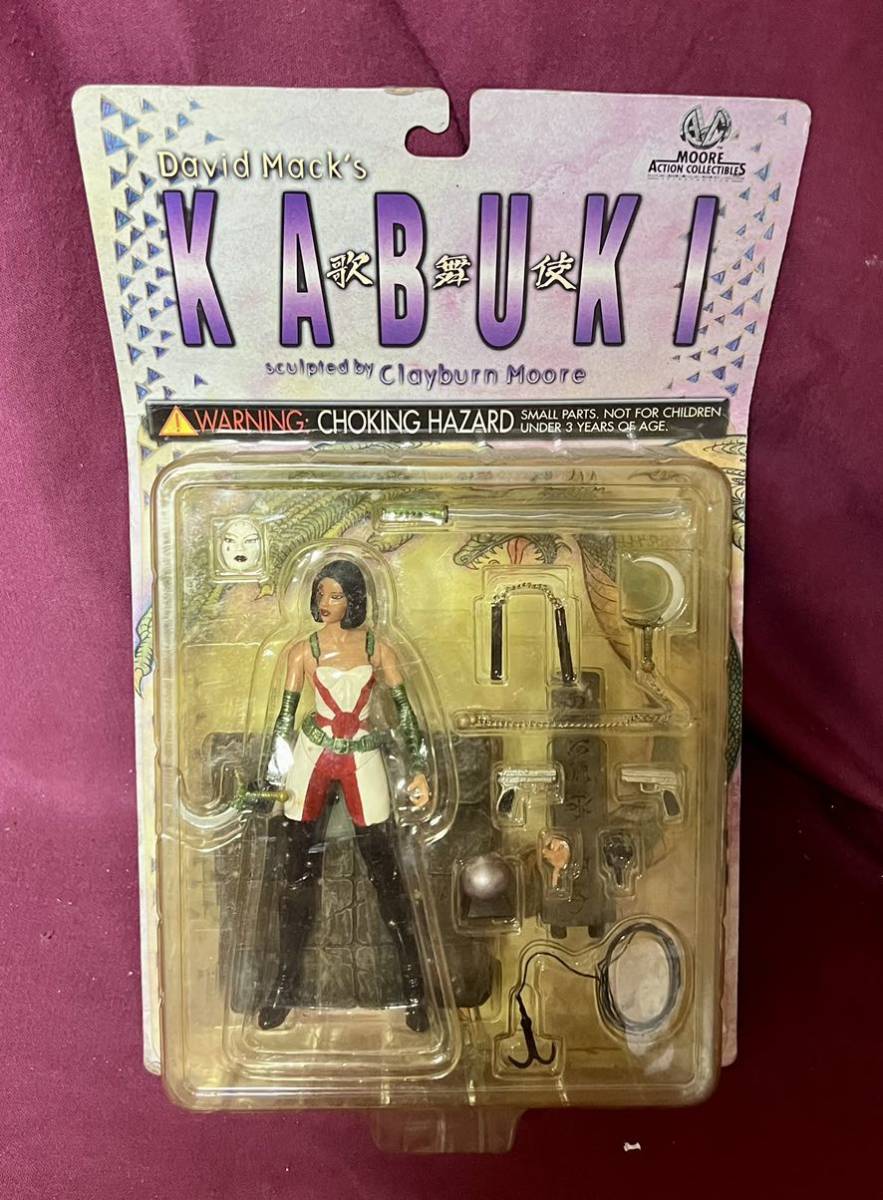 MOORE
ACTION COLLECTIBLES
David Mack's
KABUKI
歌舞伎
sculpted by Clayburn Moore
WARNING: CHOKING HAZARD SMALL PARTS. NOT FOR CHILDREN
UNDER 3 YEARS OF AGE.